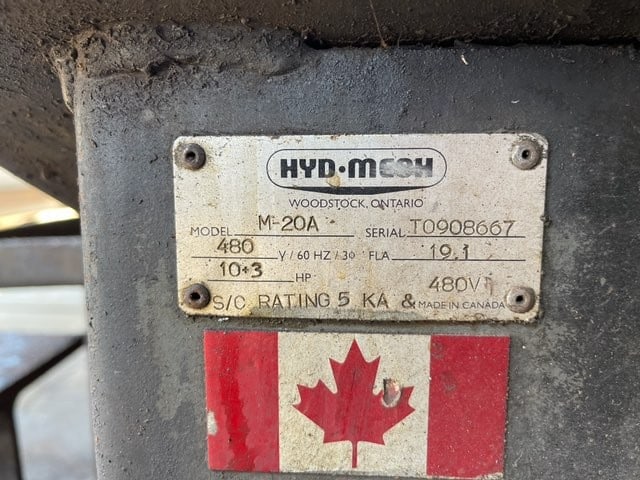 HYD·MECH
WOODSTOCK, ONTARIO
MODEL M-20A SERIAL T0908667
480 V / 60 HZ / 3Φ FLA 19.1
10+3 HP 480V
S/C RATING 5 KA & MADE IN CANADA